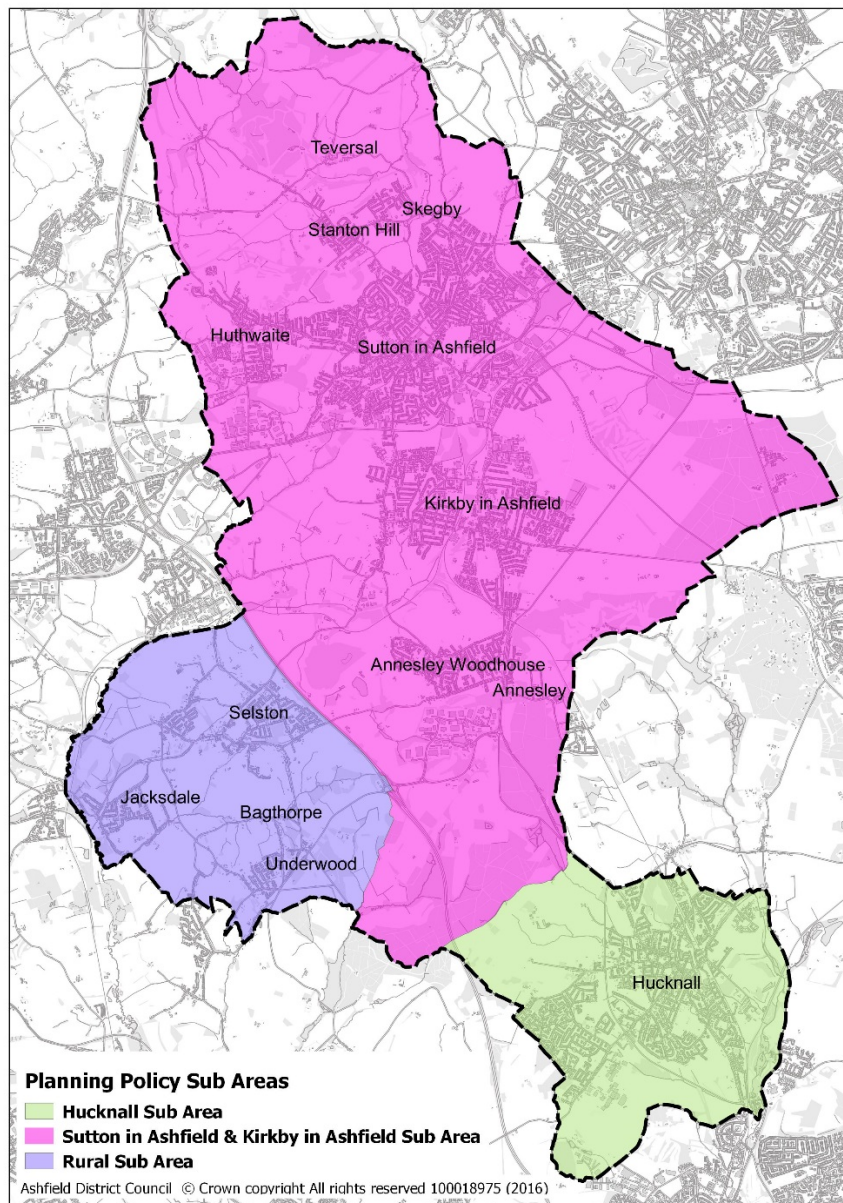 Teversal
Skegby
Stanton Hill
Huthwaite
Sutton in Ashfield
Kirkby in Ashfield
Annesley Woodhouse
Annesley
Selston
Jacksdale
Bagthorpe
Underwood
Hucknall
Planning Policy Sub Areas
Hucknall Sub Area
Sutton in Ashfield & Kirkby in Ashfield Sub Area
Rural Sub Area
Ashfield District Council © Crown copyright All rights reserved 100018975 (2016)